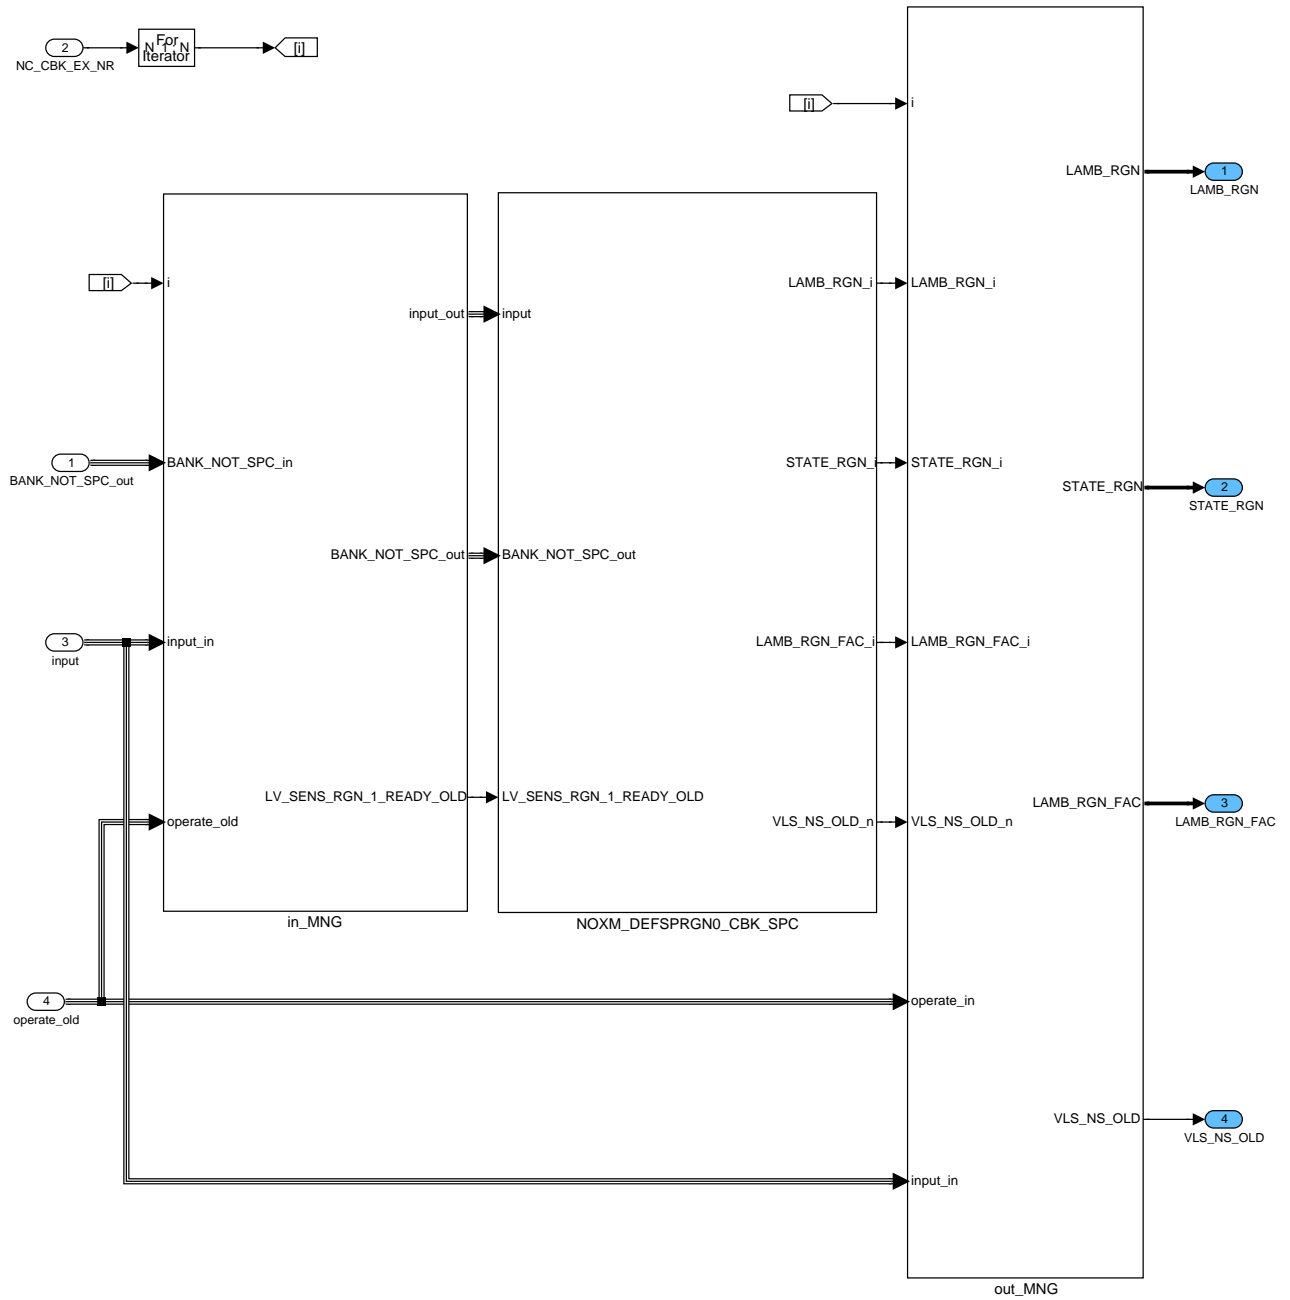 2
NC_CBK_EX_NR
For
N 1 : N
Iterator
[i]
[i]
i
LAMB_RGN
1
LAMB_RGN
[i]
i
LAMB_RGN_i
LAMB_RGN_i
input_out
input
1
BANK_NOT_SPC_out
BANK_NOT_SPC_in
STATE_RGN_i
STATE_RGN_i
STATE_RGN
2
STATE_RGN
BANK_NOT_SPC_out
BANK_NOT_SPC_out
3
input
input_in
LAMB_RGN_FAC_i
LAMB_RGN_FAC_i
LV_SENS_RGN_1_READY_OLD
LV_SENS_RGN_1_READY_OLD
LAMB_RGN_FAC
3
LAMB_RGN_FAC
operate_old
VLS_NS_OLD_n
VLS_NS_OLD_n
in_MNG
NOXM_DEFSPRGN0_CBK_SPC
4
operate_old
operate_in
VLS_NS_OLD
4
VLS_NS_OLD
input_in
out_MNG